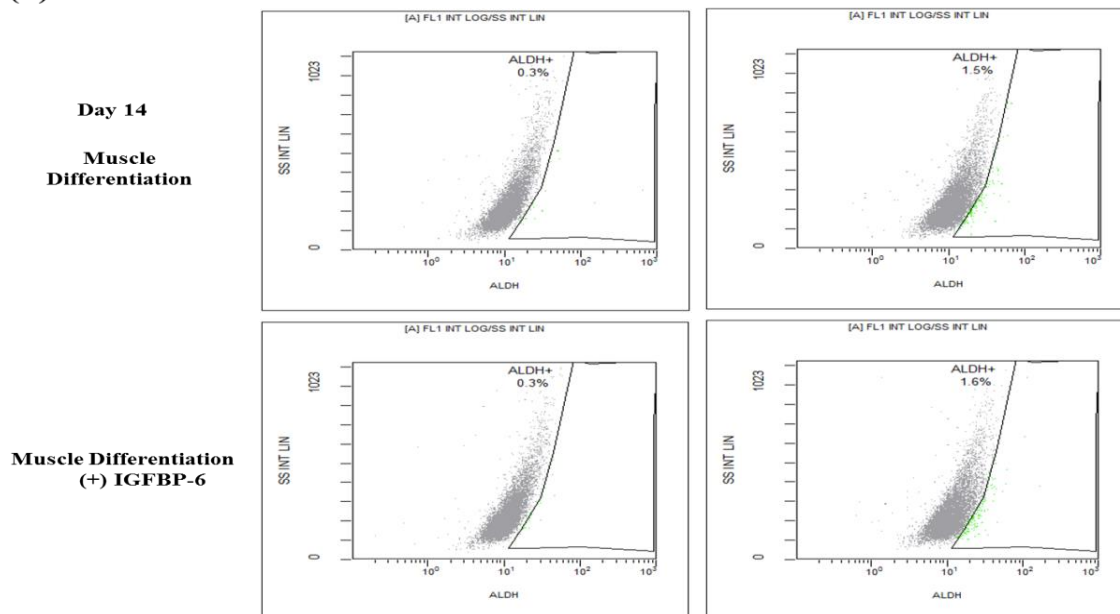 [A] FL1 INT LOG/SS INT LIN
ALDH+
0.3%
1023
SS INT LIN
0
10⁰ 10¹ 10² 10³
ALDH
[A] FL1 INT LOG/SS INT LIN
ALDH+
1.5%
1023
SS INT LIN
0
10⁰ 10¹ 10² 10³
ALDH
Day 14
Muscle
Differentiation
[A] FL1 INT LOG/SS INT LIN
ALDH+
0.3%
1023
SS INT LIN
0
10⁰ 10¹ 10² 10³
ALDH
[A] FL1 INT LOG/SS INT LIN
ALDH+
1.6%
1023
SS INT LIN
0
10⁰ 10¹ 10² 10³
ALDH
Muscle Differentiation
(+) IGFBP-6